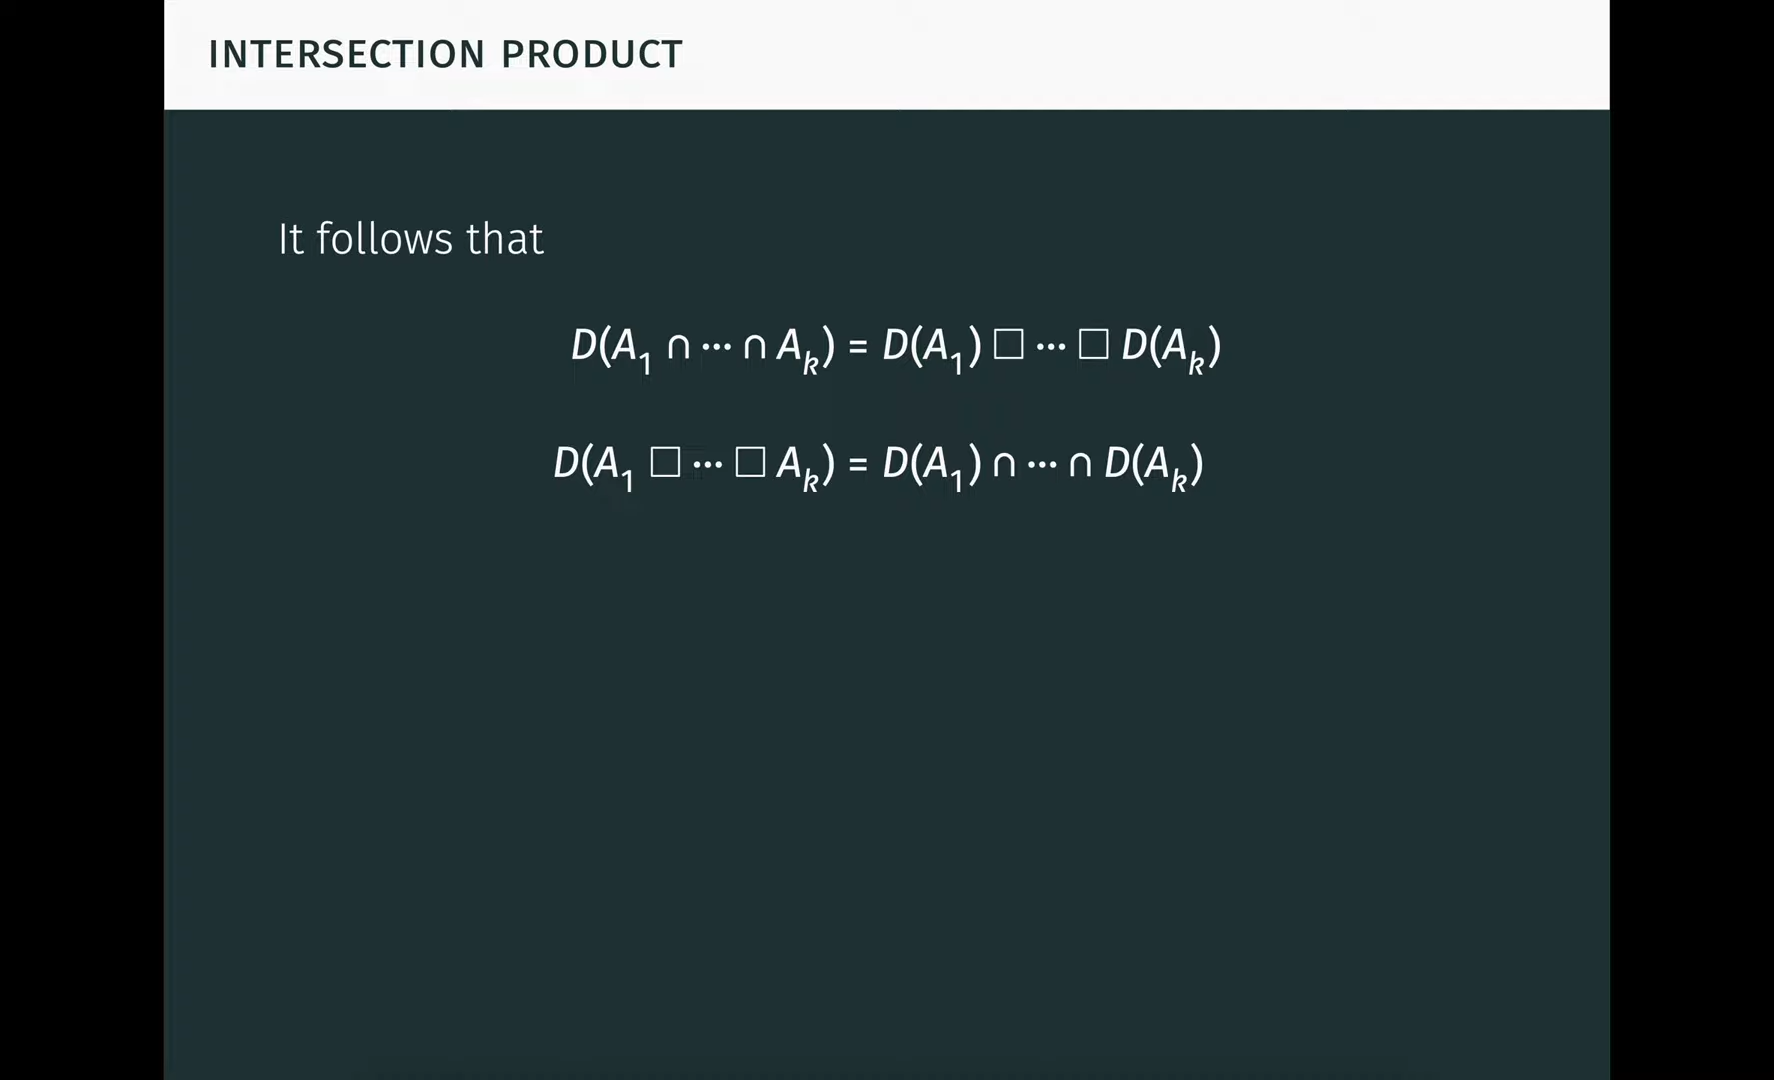 INTERSECTION PRODUCT
It follows that
D(A₁ ∩ ⋯ ∩ Aₖ) = D(A₁) □ ⋯ □ D(Aₖ)
D(A₁ □ ⋯ □ Aₖ) = D(A₁) ∩ ⋯ ∩ D(Aₖ)